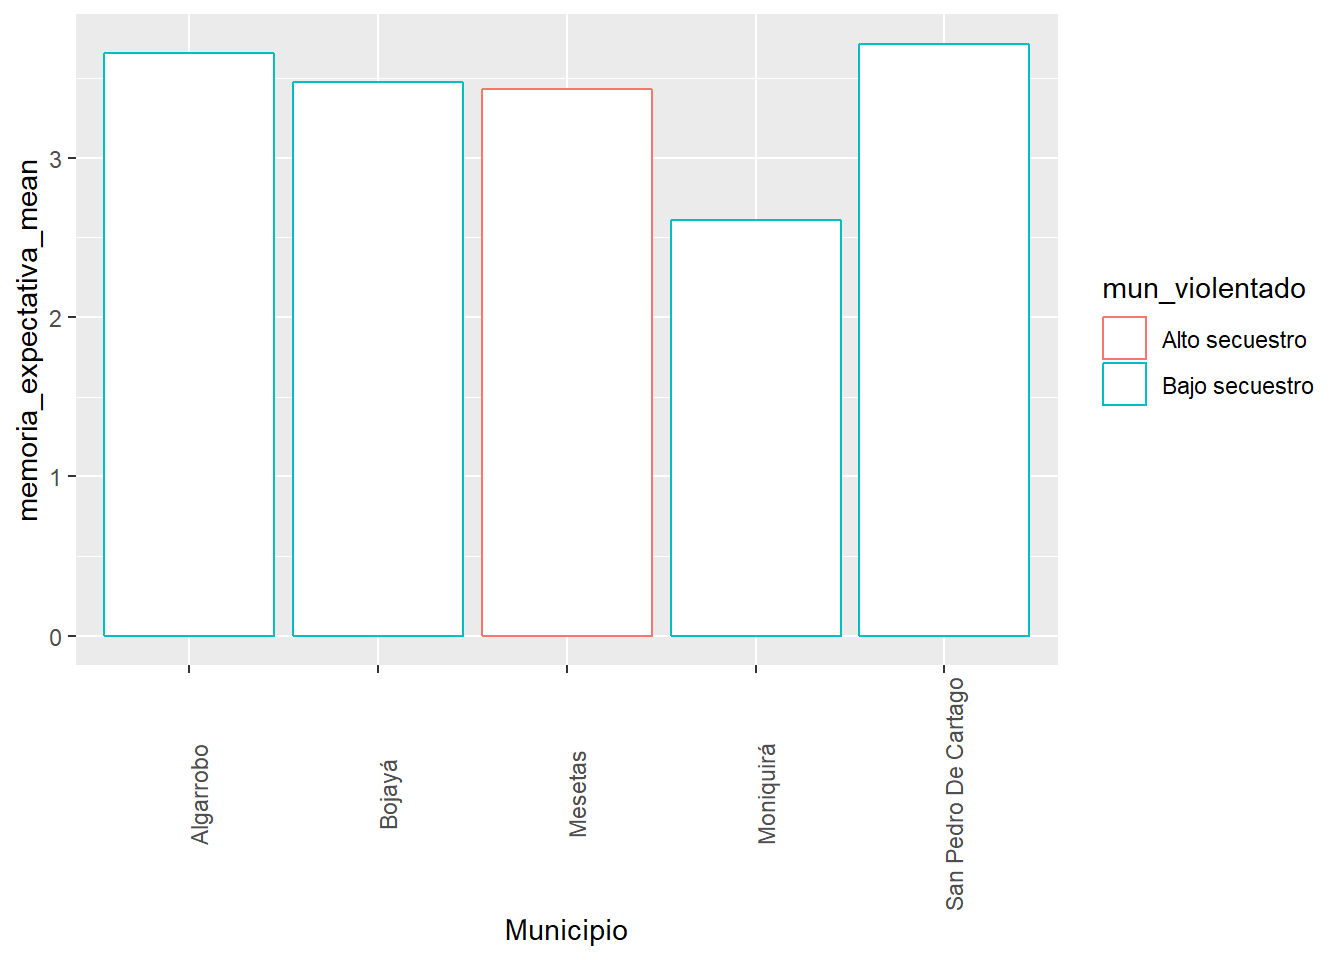 memoria_expectativa_mean
3
2
1
0
Algarrobo
Bojayá
Mesetas
Moniquirá
San Pedro De Cartago
Municipio
mun_violentado
Alto secuestro
Bajo secuestro